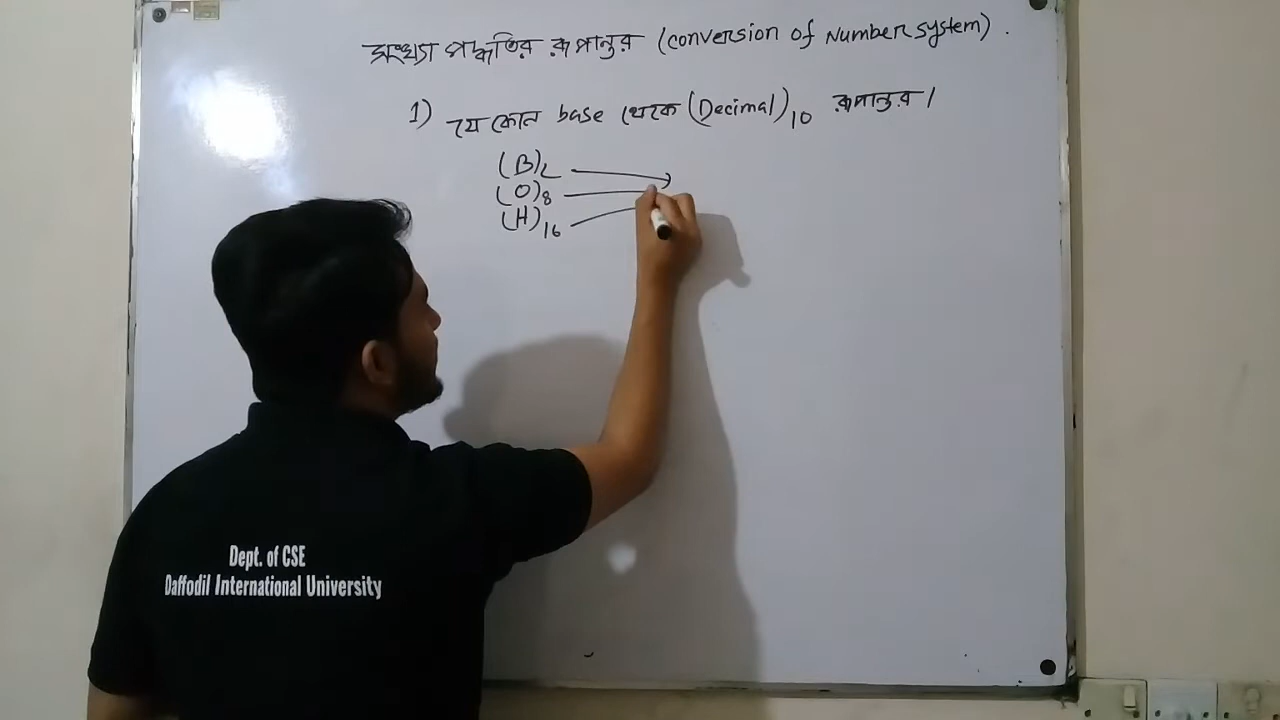 সংখ্যা পদ্ধতির রূপান্তর (conversion of Number system).
1) যে কোন base থেকে (Decimal)10 রূপান্তর।
(B)2
(O)8
(H)16
Dept. of CSE
Daffodil International University